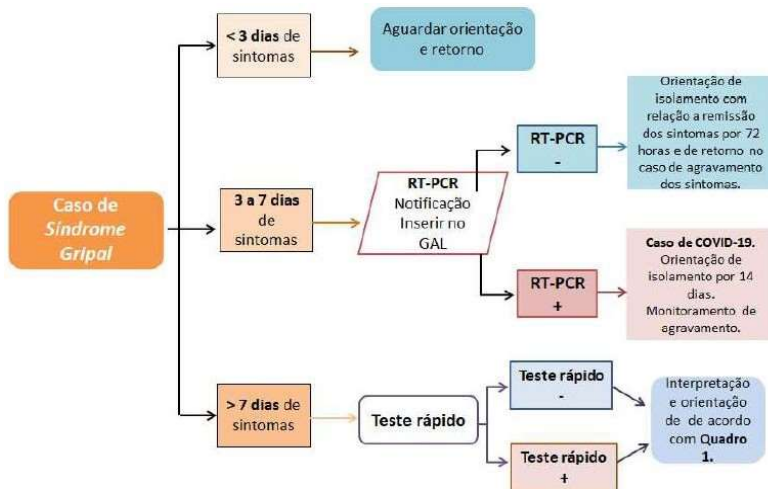 Caso de
Síndrome
Gripal
< 3 dias de
sintomas
Aguardar orientação
e retorno
3 a 7 dias
de
sintomas
RT-PCR
Notificação
Inserir no
GAL
RT-PCR
-
Orientação de
isolamento com
relação a remissão
dos sintomas por 72
horas e de retorno no
caso de agravamento
dos sintomas.
RT-PCR
+
Caso de COVID-19.
Orientação de
isolamento por 14
dias.
Monitoramento de
agravamento.
> 7 dias de
sintomas
Teste rápido
Teste rápido
-
Teste rápido
+
Interpretação
e orientação
de de acordo
com Quadro
1.